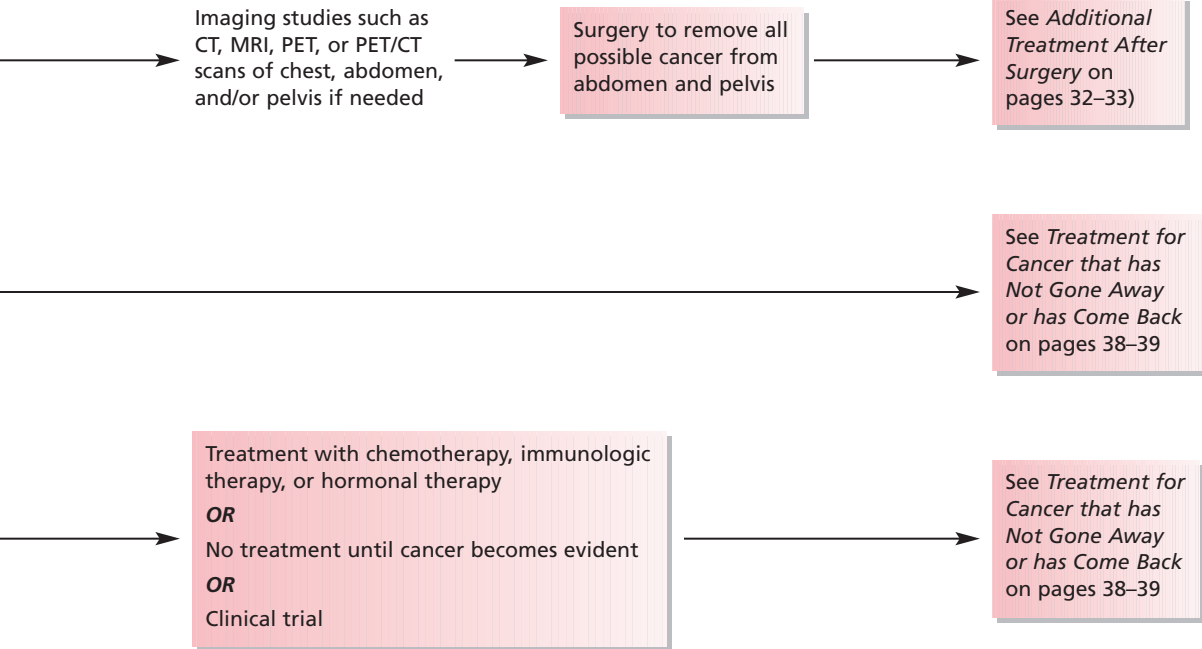 Imaging studies such as
CT, MRI, PET, or PET/CT
scans of chest, abdomen,
and/or pelvis if needed
Surgery to remove all
possible cancer from
abdomen and pelvis
See Additional
Treatment After
Surgery on
pages 32–33)
See Treatment for
Cancer that has
Not Gone Away
or has Come Back
on pages 38–39
Treatment with chemotherapy, immunologic
therapy, or hormonal therapy
OR
No treatment until cancer becomes evident
OR
Clinical trial
See Treatment for
Cancer that has
Not Gone Away
or has Come Back
on pages 38–39